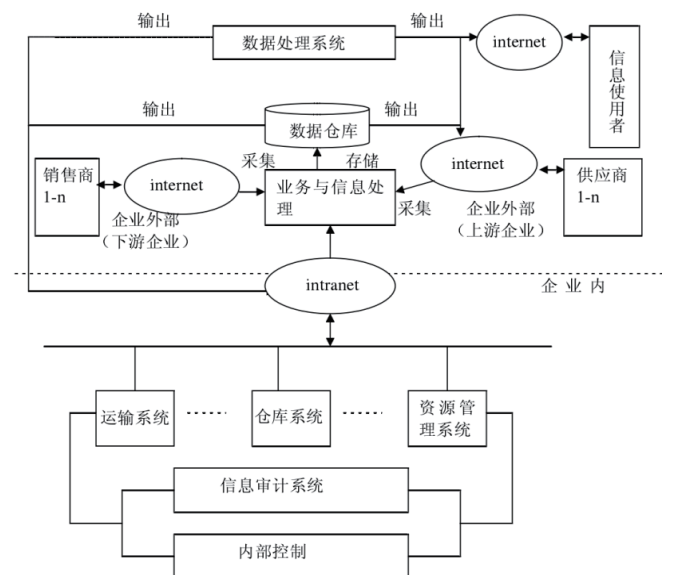 输出
输出
数据处理系统
internet
信息使用者
输出
输出
数据仓库
采集
存储
internet
销售商
1-n
internet
业务与信息处
理
采集
供应商
1-n
企业外部
（下游企业）
企业外部
（上游企业）
intranet
企 业 内
运输系统
仓库系统
资源管
理系统
信息审计系统
内部控制